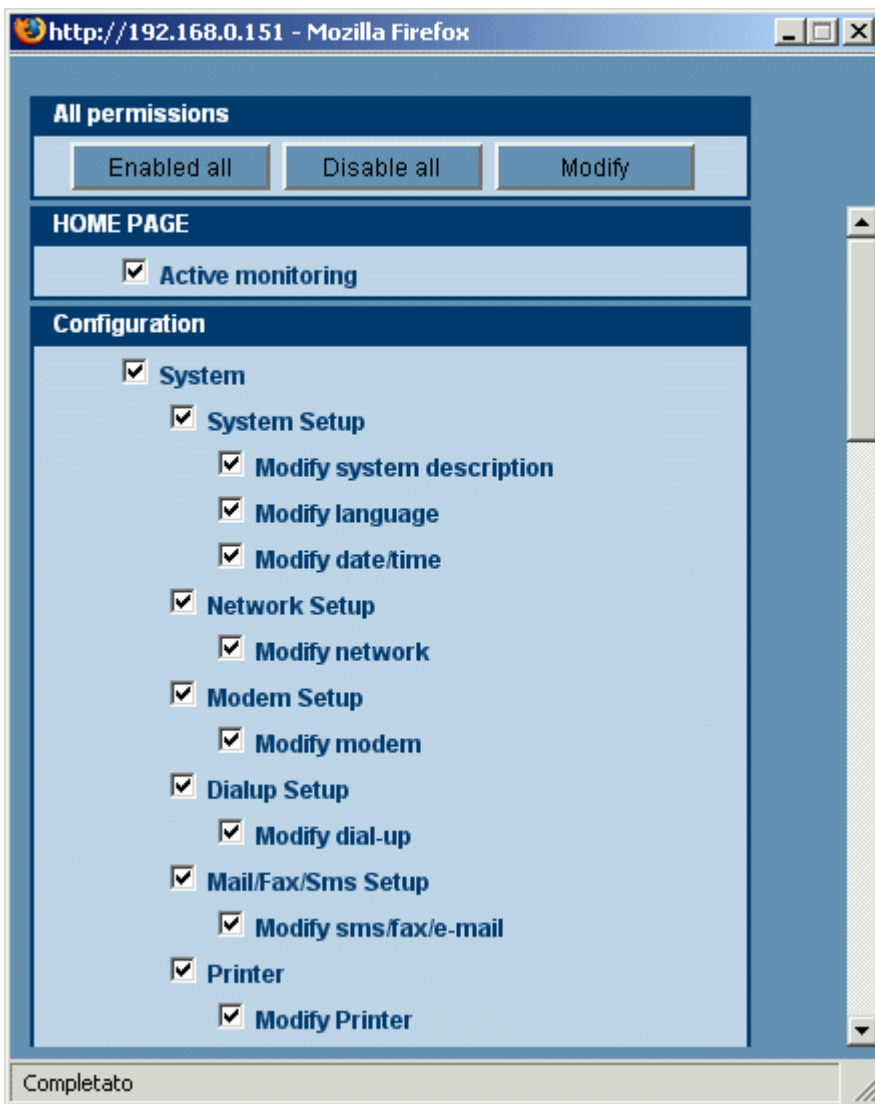 http://192.168.0.151 - Mozilla Firefox
All permissions
Enabled all Disable all Modify
HOME PAGE
Active monitoring
Configuration
System
System Setup
Modify system description
Modify language
Modify date/time
Network Setup
Modify network
Modem Setup
Modify modem
Dialup Setup
Modify dial-up
Mail/Fax/Sms Setup
Modify sms/fax/e-mail
Printer
Modify Printer
Completato